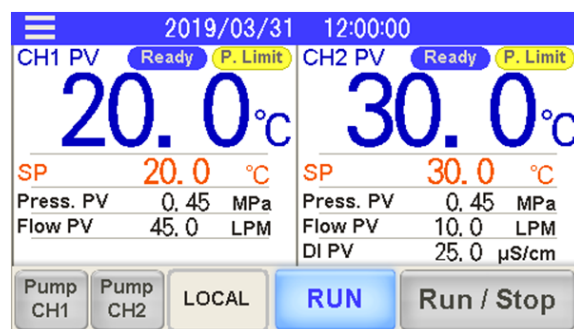 2019/03/31 12:00:00
CH1 PV Ready P. Limit
20.0℃
SP 20.0 ℃
Press. PV 0.45 MPa
Flow PV 45.0 LPM
CH2 PV Ready P. Limit
30.0℃
SP 30.0 ℃
Press. PV 0.45 MPa
Flow PV 10.0 LPM
DI PV 25.0 µS/cm
Pump CH1
Pump CH2
LOCAL
RUN
Run / Stop